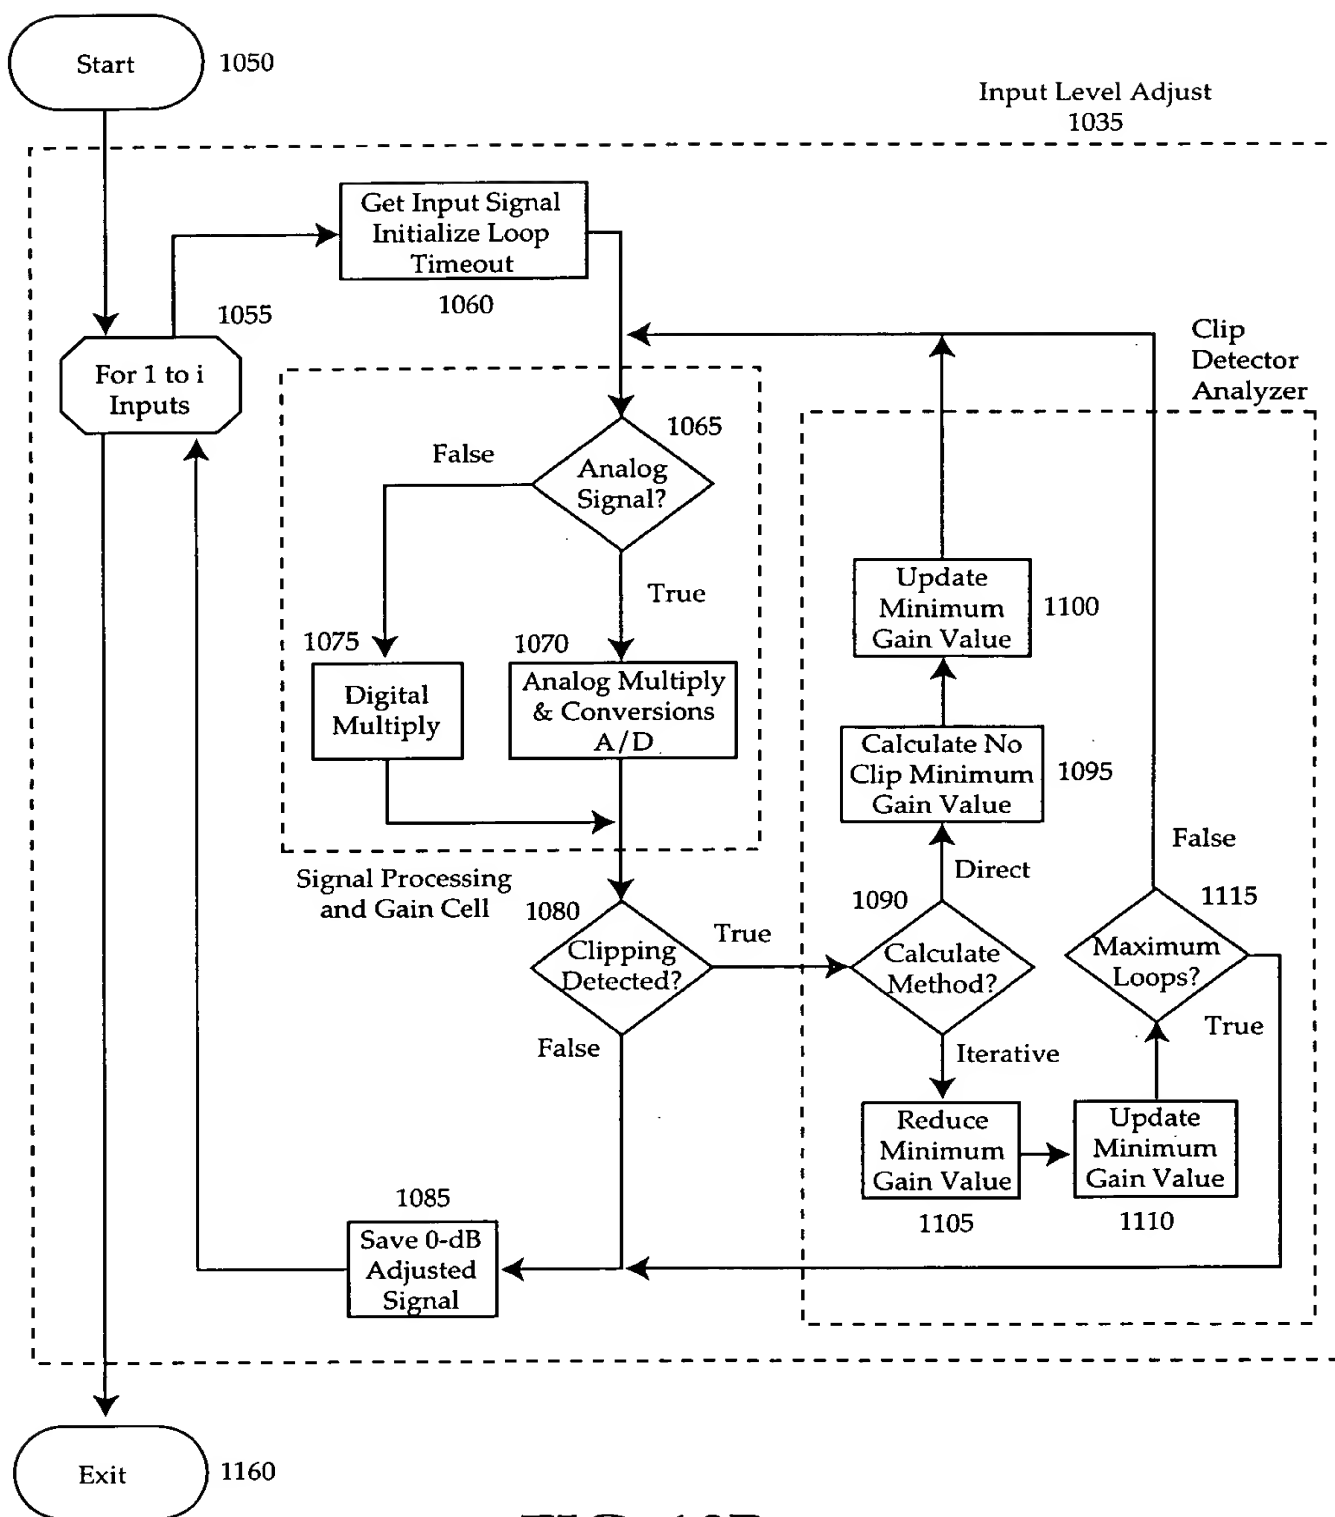 Start
1050
Input Level Adjust
1035
Get Input Signal
Initialize Loop
Timeout
1060
1055
For 1 to i
Inputs
Clip
Detector
Analyzer
1065
False
Analog
Signal?
True
Update
Minimum
Gain Value
1100
1075
1070
Digital
Multiply
Analog Multiply
& Conversions
A/D
Calculate No
Clip Minimum
Gain Value
1095
False
Direct
Signal Processing
and Gain Cell
1080
1090
1115
Clipping
Detected?
True
Calculate
Method?
Maximum
Loops?
True
False
Iterative
Reduce
Minimum
Gain Value
Update
Minimum
Gain Value
1105
1110
1085
Save 0-dB
Adjusted
Signal
Exit
1160